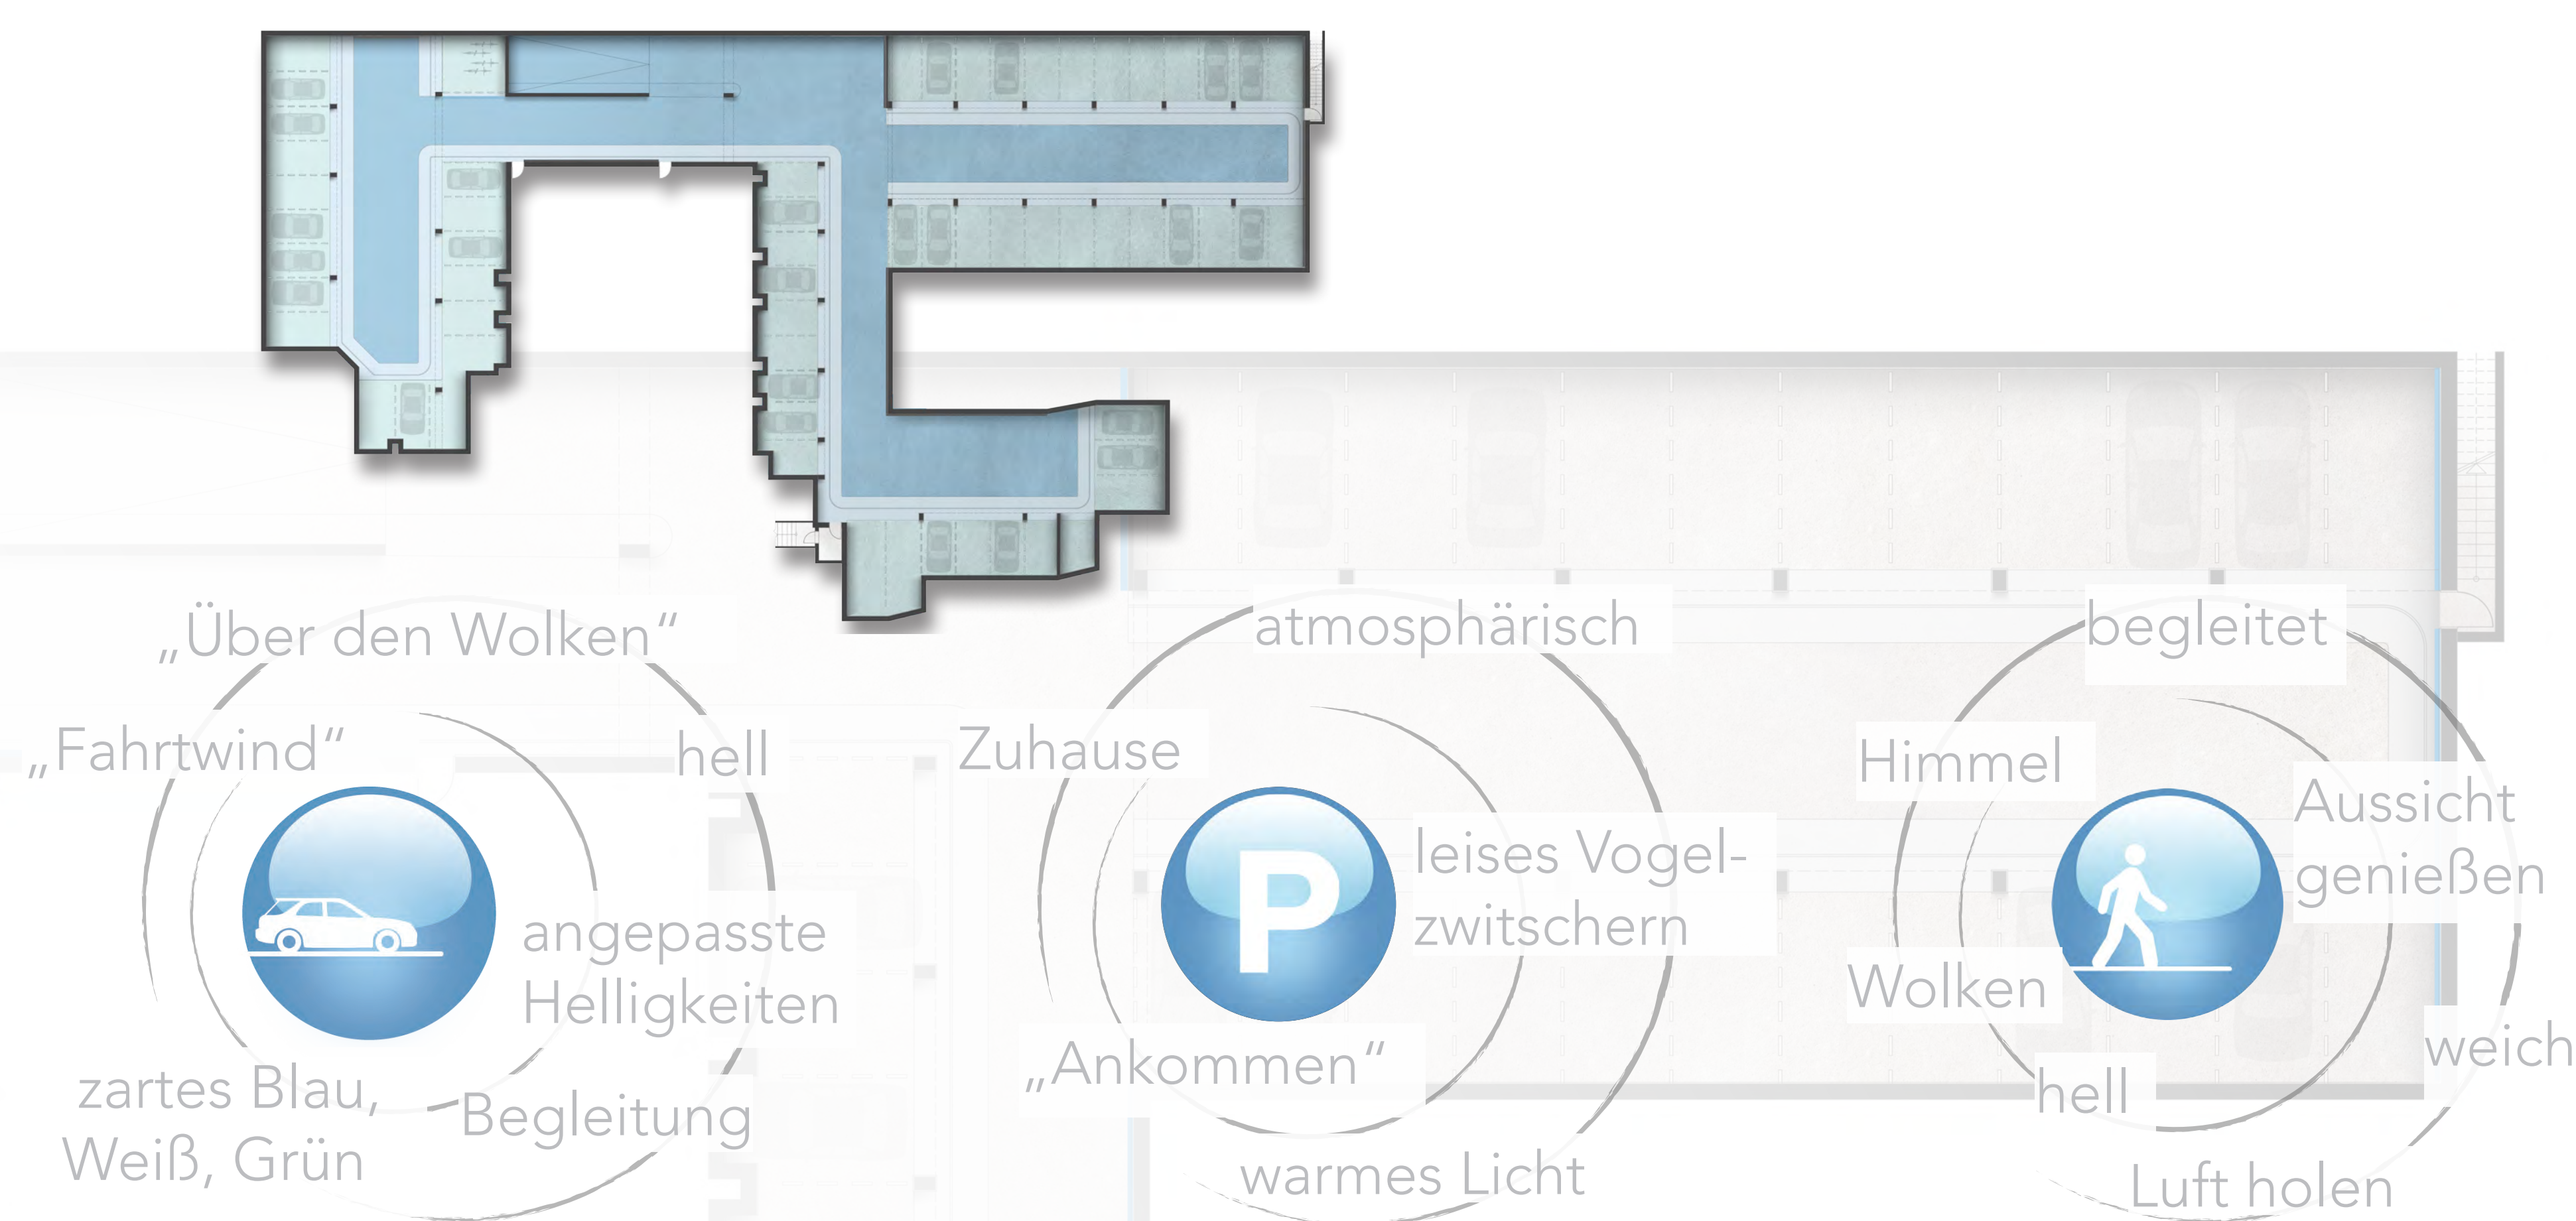 „Über den Wolken“
„Fahrtwind“
hell
angepasste
Helligkeiten
zartes Blau,
Weiß, Grün
Begleitung
atmosphärisch
Zuhause
P
leises Vogel-
zwitschern
„Ankommen“
warmes Licht
begleitet
Himmel
Aussicht
genießen
Wolken
weich
hell
Luft holen